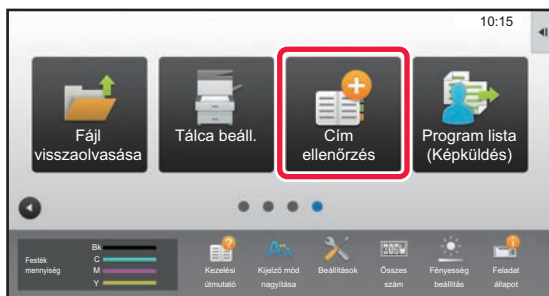 10:15
Fájl
visszaolvasása
Tálca beáll.
Cím
ellenőrzés
Program lista
(Képküldés)
Festék
mennyiség
Bk
C
M
Y
Kezelési
útmutató
Kijelző mód
nagyítása
Beállítások
Összes
szám
Fényesség
beállítás
Feladat
állapot